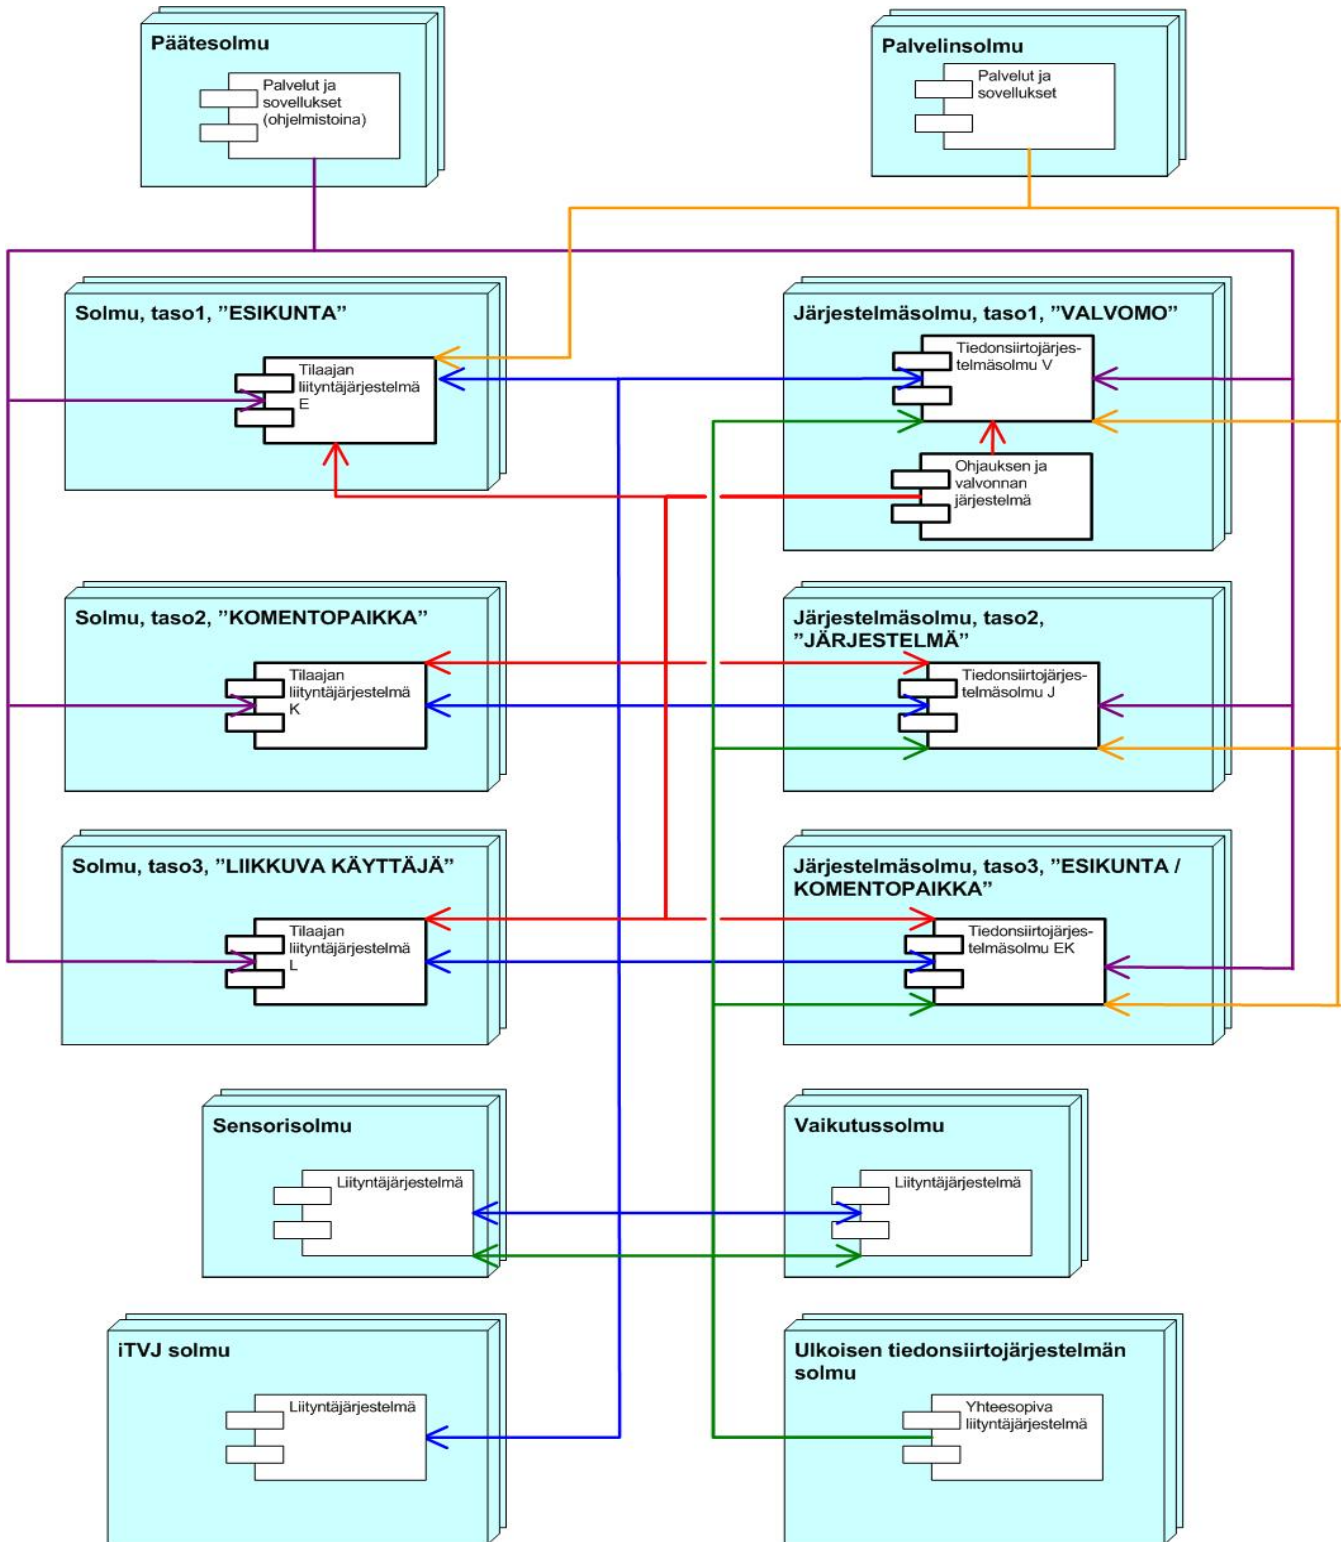 Päätesolmu
Palvelut ja
sovellukset
(ohjelmistoina)
Palvelinsolmu
Palvelut ja
sovellukset
Solmu, taso1, ”ESIKUNTA”
Tilaajan
liityntäjärjestelmä
E
Järjestelmäsolmu, taso1, ”VALVOMO”
Tiedonsiirtojärjes-
telmäsolmu V
Ohjauksen ja
valvonnan
järjestelmä
Solmu, taso2, ”KOMENTOPAIKKA”
Tilaajan
liityntäjärjestelmä
K
Järjestelmäsolmu, taso2,
”JÄRJESTELMÄ”
Tiedonsiirtojärjes-
telmäsolmu J
Solmu, taso3, ”LIIKKUVA KÄYTTÄJÄ”
Tilaajan
liityntäjärjestelmä
L
Järjestelmäsolmu, taso3, ”ESIKUNTA /
KOMENTOPAIKKA”
Tiedonsiirtojärjes-
telmäsolmu EK
Sensorisolmu
Liityntäjärjestelmä
Vaikutussolmu
Liityntäjärjestelmä
iTVJ solmu
Liityntäjärjestelmä
Ulkoisen tiedonsiirtojärjestelmän
solmu
Yhteesopiva
liityntäjärjestelmä